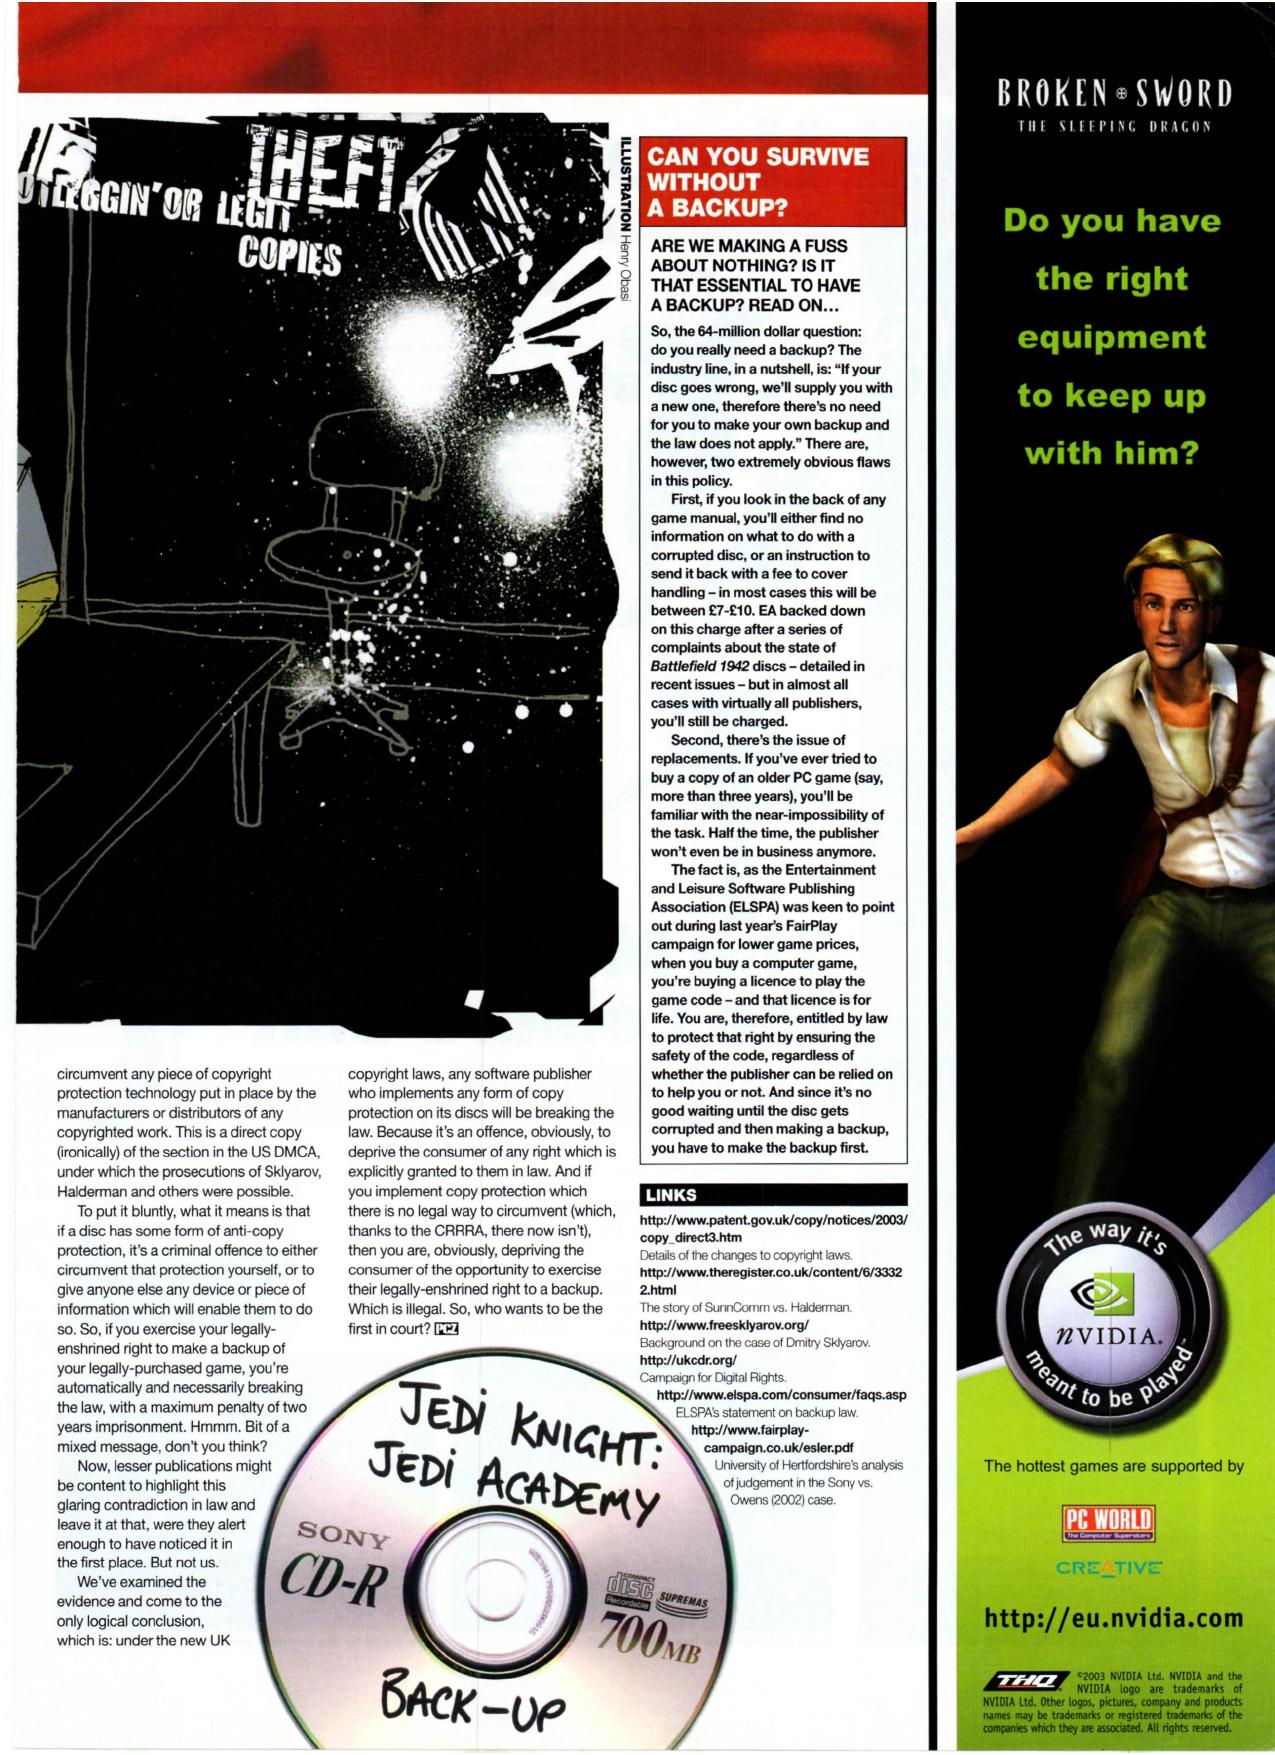 THEFT
OTLEGGIN' OR LEGIT
COPIES
ILLUSTRATION Henry Obasi
circumvent any piece of copyright
protection technology put in place by the
manufacturers or distributors of any
copyrighted work. This is a direct copy
(ironically) of the section in the US DMCA,
under which the prosecutions of Sklyarov,
Halderman and others were possible.
To put it bluntly, what it means is that
if a disc has some form of anti-copy
protection, it's a criminal offence to either
circumvent that protection yourself, or to
give anyone else any device or piece of
information which will enable them to do
so. So, if you exercise your legally-
enshrined right to make a backup of
your legally-purchased game, you're
automatically and necessarily breaking
the law, with a maximum penalty of two
years imprisonment. Hmmm. Bit of a
mixed message, don't you think?
Now, lesser publications might
be content to highlight this
glaring contradiction in law and
leave it at that, were they alert
enough to have noticed it in
the first place. But not us.
We've examined the
evidence and come to the
only logical conclusion,
which is: under the new UK
copyright laws, any software publisher
who implements any form of copy
protection on its discs will be breaking the
law. Because it's an offence, obviously, to
deprive the consumer of any right which is
explicitly granted to them in law. And if
you implement copy protection which
there is no legal way to circumvent (which,
thanks to the CRRRA, there now isn't),
then you are, obviously, depriving the
consumer of the opportunity to exercise
their legally-enshrined right to a backup.
Which is illegal. So, who wants to be the
first in court? PCZ
JEDI KNIGHT:
JEDI ACADEMY
SONY
CD-R
COMPACT
disc
Recordable
SUPREMAS
700MB
BACK-UP
CAN YOU SURVIVE
WITHOUT
A BACKUP?
ARE WE MAKING A FUSS
ABOUT NOTHING? IS IT
THAT ESSENTIAL TO HAVE
A BACKUP? READ ON...
So, the 64-million dollar question:
do you really need a backup? The
industry line, in a nutshell, is: "If your
disc goes wrong, we'll supply you with
a new one, therefore there's no need
for you to make your own backup and
the law does not apply." There are,
however, two extremely obvious flaws
in this policy.
First, if you look in the back of any
game manual, you'll either find no
information on what to do with a
corrupted disc, or an instruction to
send it back with a fee to cover
handling – in most cases this will be
between £7-£10. EA backed down
on this charge after a series of
complaints about the state of
Battlefield 1942 discs – detailed in
recent issues – but in almost all
cases with virtually all publishers,
you'll still be charged.
Second, there's the issue of
replacements. If you've ever tried to
buy a copy of an older PC game (say,
more than three years), you'll be
familiar with the near-impossibility of
the task. Half the time, the publisher
won't even be in business anymore.
The fact is, as the Entertainment
and Leisure Software Publishing
Association (ELSPA) was keen to point
out during last year's FairPlay
campaign for lower game prices,
when you buy a computer game,
you're buying a licence to play the
game code – and that licence is for
life. You are, therefore, entitled by law
to protect that right by ensuring the
safety of the code, regardless of
whether the publisher can be relied on
to help you or not. And since it's no
good waiting until the disc gets
corrupted and then making a backup,
you have to make the backup first.
LINKS
http://www.patent.gov.uk/copy/notices/2003/
copy_direct3.htm
Details of the changes to copyright laws.
http://www.theregister.co.uk/content/6/3332
2.html
The story of SunnComm vs. Halderman.
http://www.freesklyarov.org/
Background on the case of Dmitry Sklyarov.
http://ukcdr.org/
Campaign for Digital Rights.
http://www.elspa.com/consumer/faqs.asp
ELSPA's statement on backup law.
http://www.fairplay-
campaign.co.uk/esler.pdf
University of Hertfordshire's analysis
of judgement in the Sony vs.
Owens (2002) case.
BROKEN SWORD
THE SLEEPING DRAGON
Do you have
the right
equipment
to keep up
with him?
The way it's
nVIDIA.
meant to be played™
The hottest games are supported by
PC WORLD
The Computer Superstore
CREATIVE
http://eu.nvidia.com
THQ
©2003 NVIDIA Ltd. NVIDIA and the
NVIDIA logo are trademarks of
NVIDIA Ltd. Other logos, pictures, company and products
names may be trademarks or registered trademarks of the
companies which they are associated. All rights reserved.